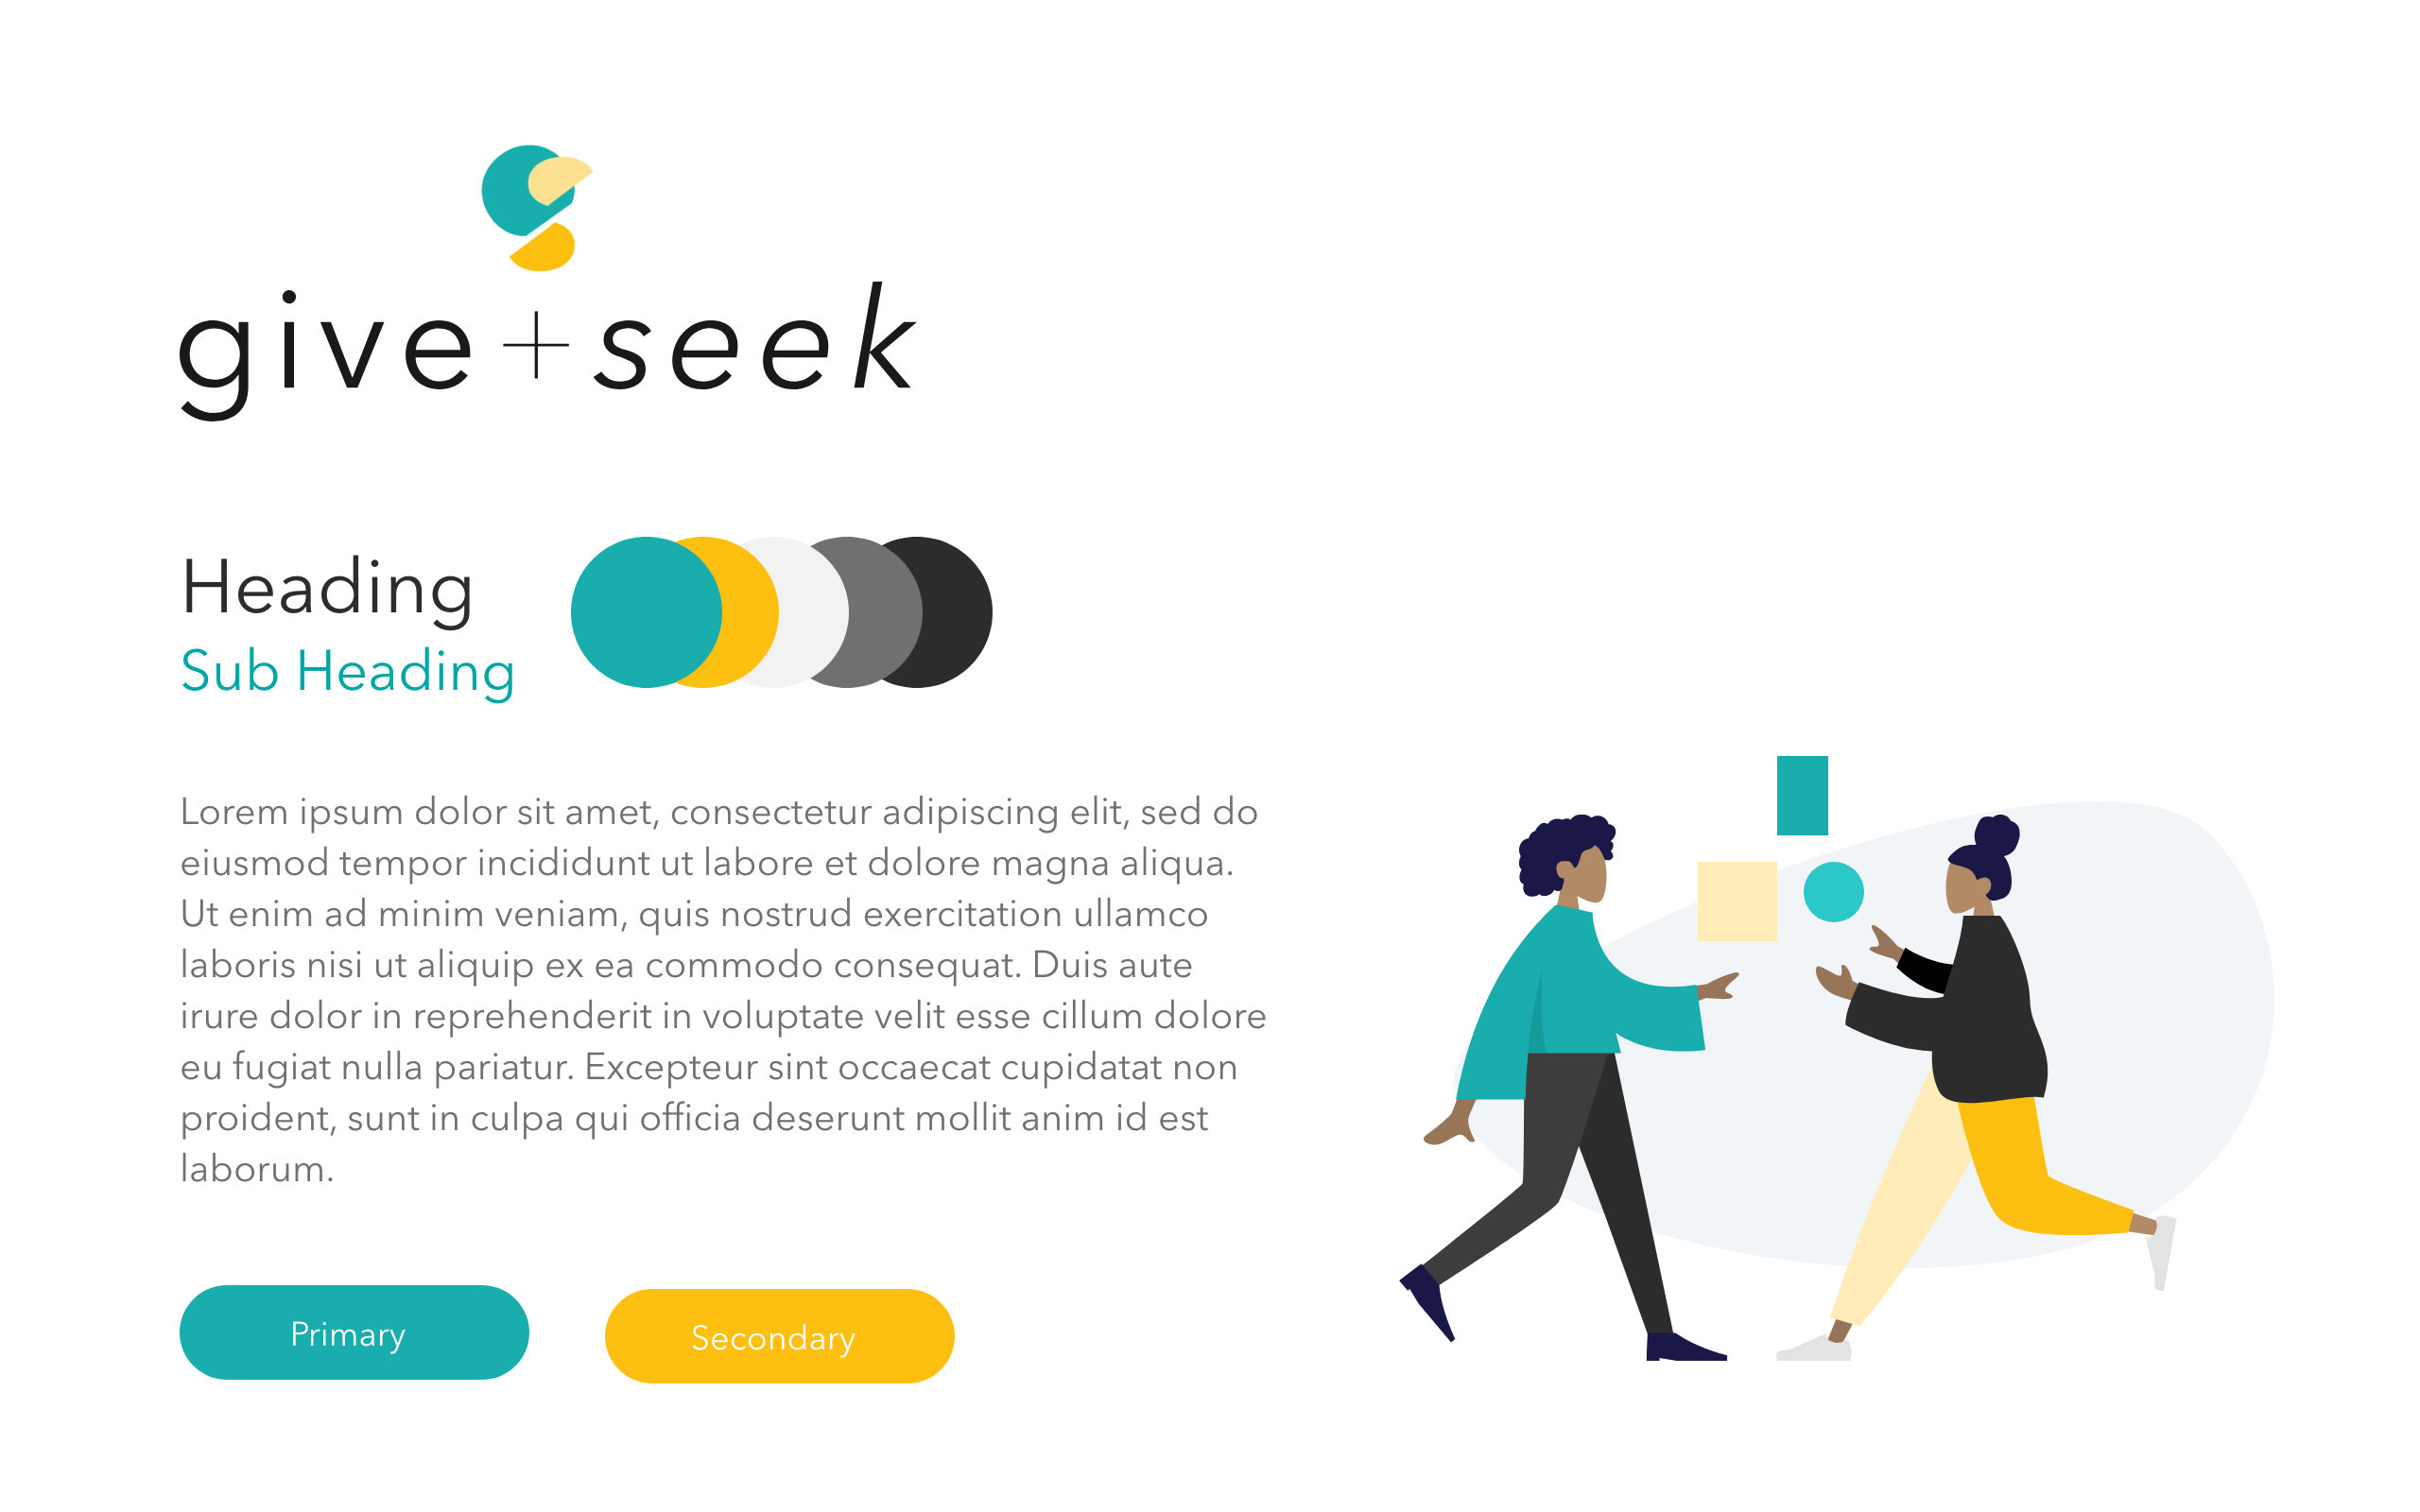 give+seek
Heading
Sub Heading
Lorem ipsum dolor sit amet, consectetur adipiscing elit, sed do
eiusmod tempor incididunt ut labore et dolore magna aliqua.
Ut enim ad minim veniam, quis nostrud exercitation ullamco
laboris nisi ut aliquip ex ea commodo consequat. Duis aute
irure dolor in reprehenderit in voluptate velit esse cillum dolore
eu fugiat nulla pariatur. Excepteur sint occaecat cupidatat non
proident, sunt in culpa qui officia deserunt mollit anim id est
laborum.
Primary
Secondary